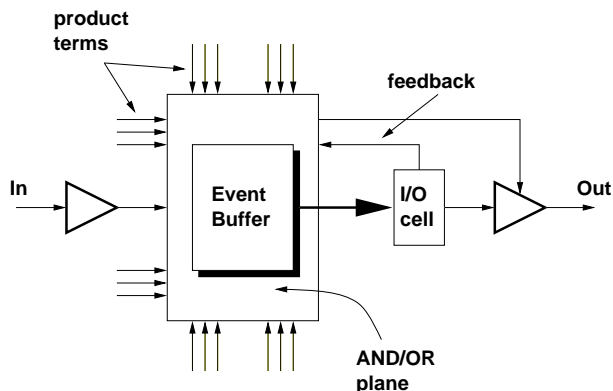 product
terms
feedback
In
Event
Buffer
I/O
cell
Out
AND/OR
plane